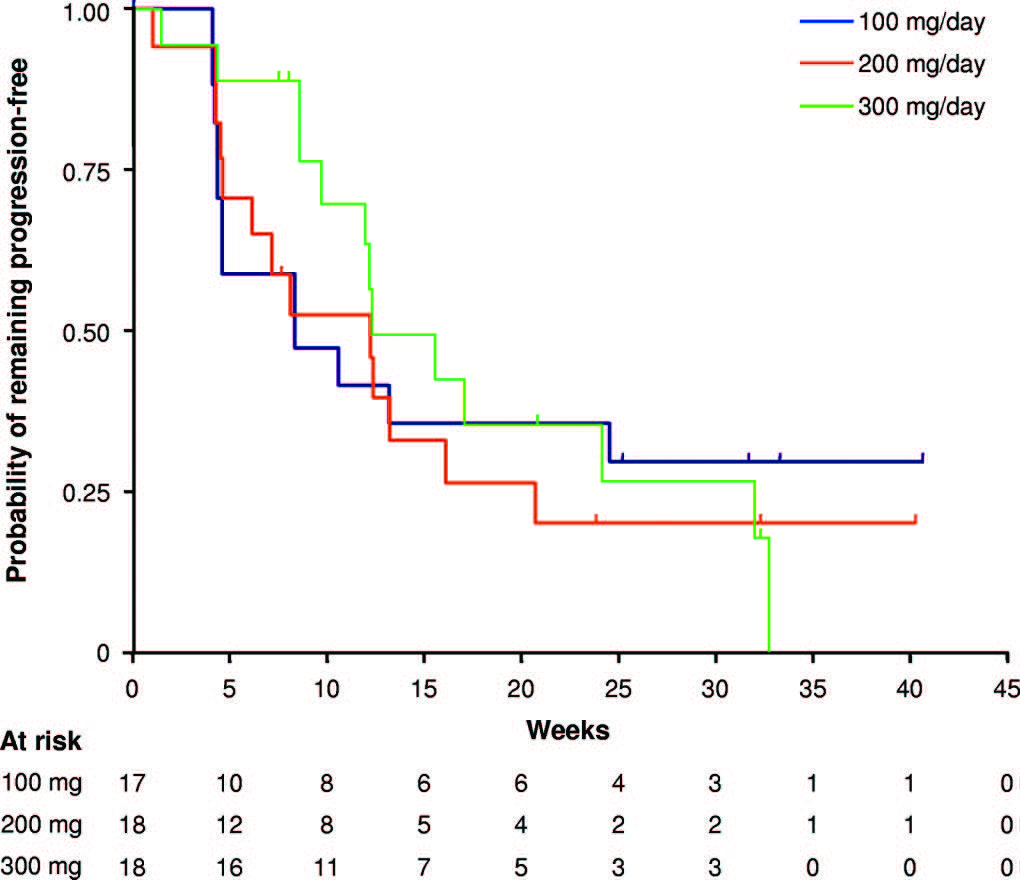 1.00
0.75
0.50
0.25
0
Probability of remaining progression-free
100 mg/day
200 mg/day
300 mg/day
0 5 10 15 20 25 30 35 40 45
Weeks
At risk
100 mg 17 10 8 6 6 4 3 1 1 0
200 mg 18 12 8 5 4 2 2 1 1 0
300 mg 18 16 11 7 5 3 3 0 0 0